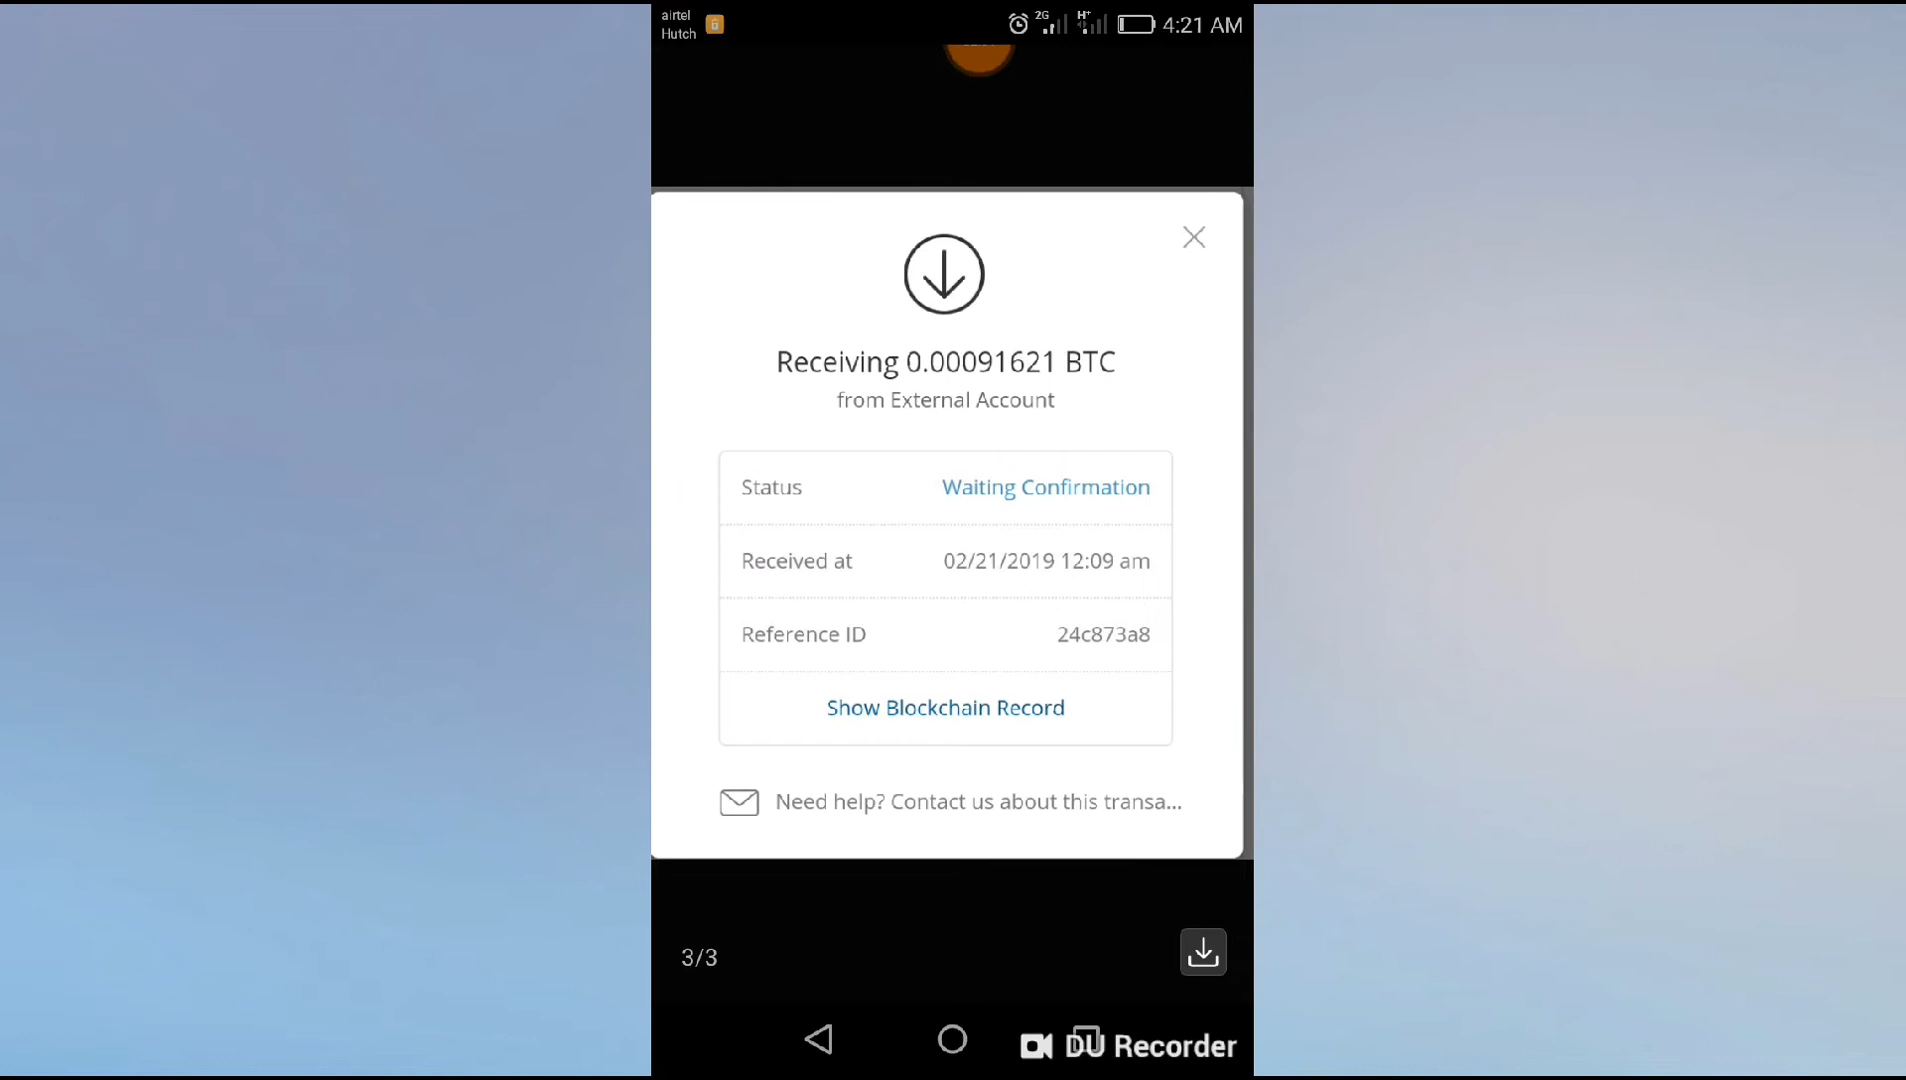 airtel
Hutch
2G
H+
4:21 AM
Receiving 0.00091621 BTC
from External Account
Status Waiting Confirmation
Received at 02/21/2019 12:09 am
Reference ID 24c873a8
Show Blockchain Record
Need help? Contact us about this transa...
3/3
DU Recorder